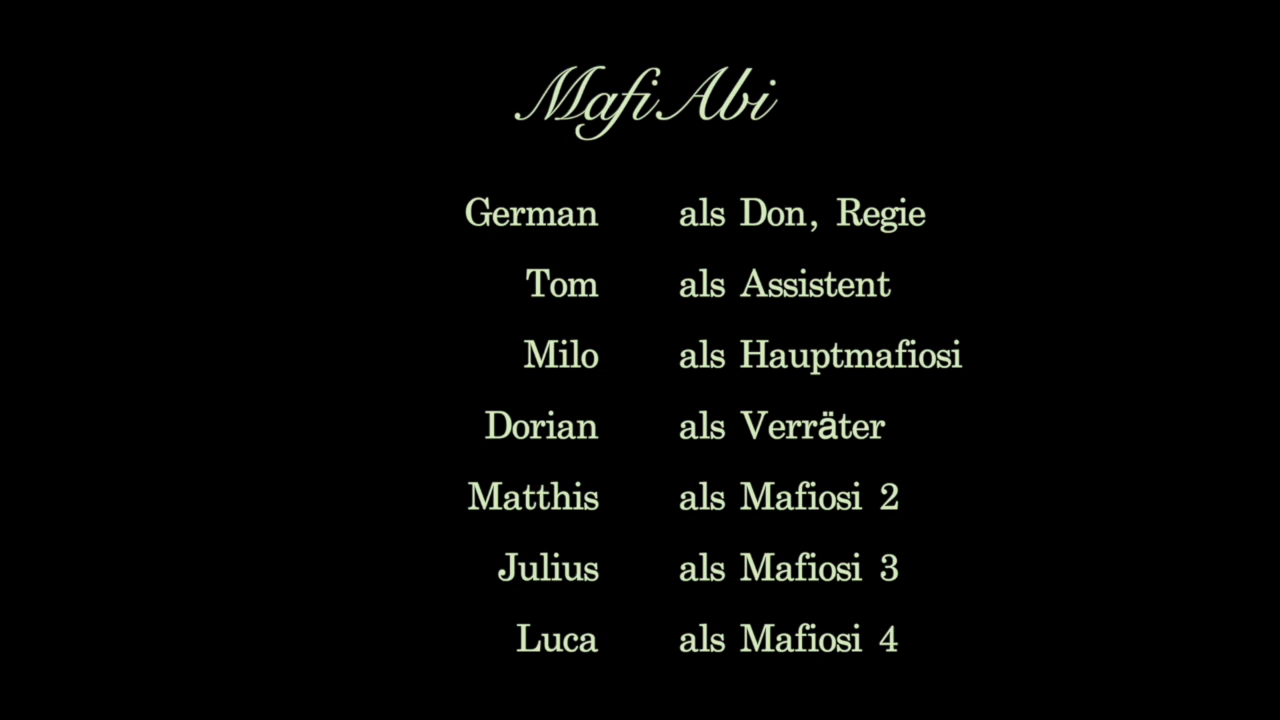 MafiAbi
German als Don, Regie
Tom als Assistent
Milo als Hauptmafiosi
Dorian als Verräter
Matthis als Mafiosi 2
Julius als Mafiosi 3
Luca als Mafiosi 4